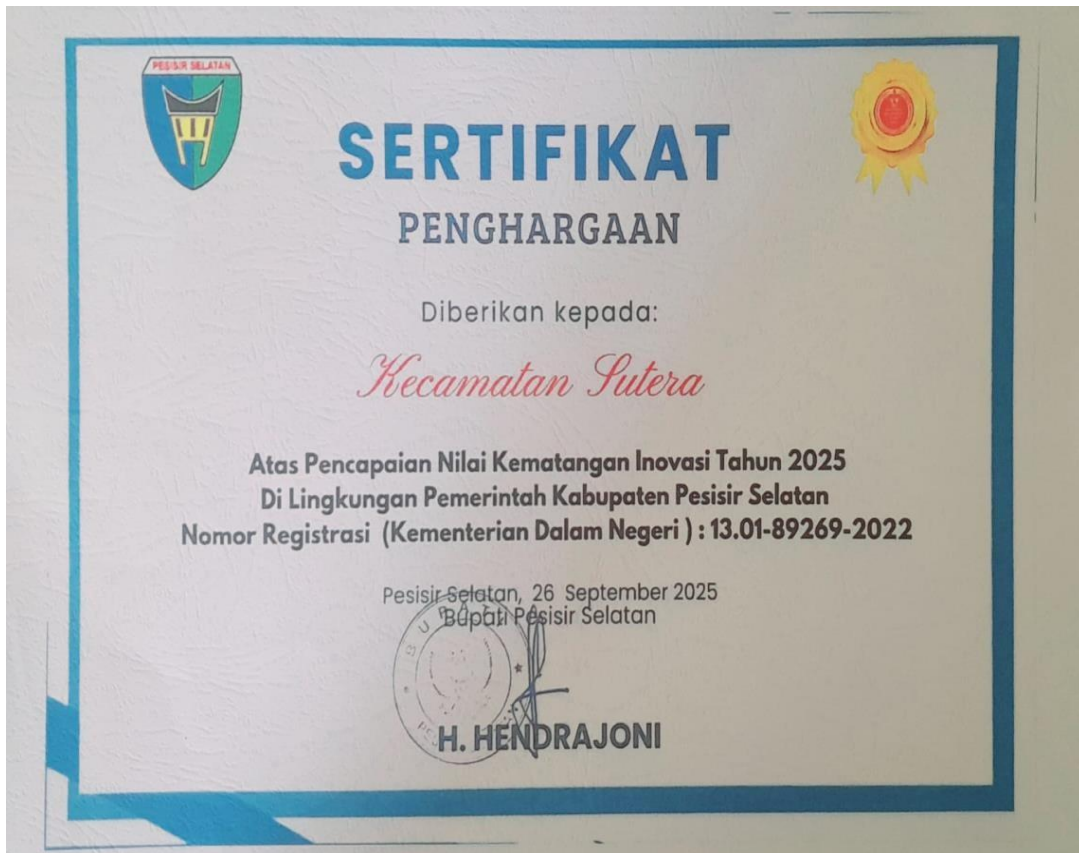 PESISIR SELATAN
SERTIFIKAT
PENGHARGAAN
Diberikan kepada:
Kecamatan Sutera
Atas Pencapaian Nilai Kematangan Inovasi Tahun 2025
Di Lingkungan Pemerintah Kabupaten Pesisir Selatan
Nomor Registrasi (Kementerian Dalam Negeri ) : 13.01-89269-2022
Pesisir Selatan, 26 September 2025
Bupati Pesisir Selatan
BUPATI
H. HENDRAJONI